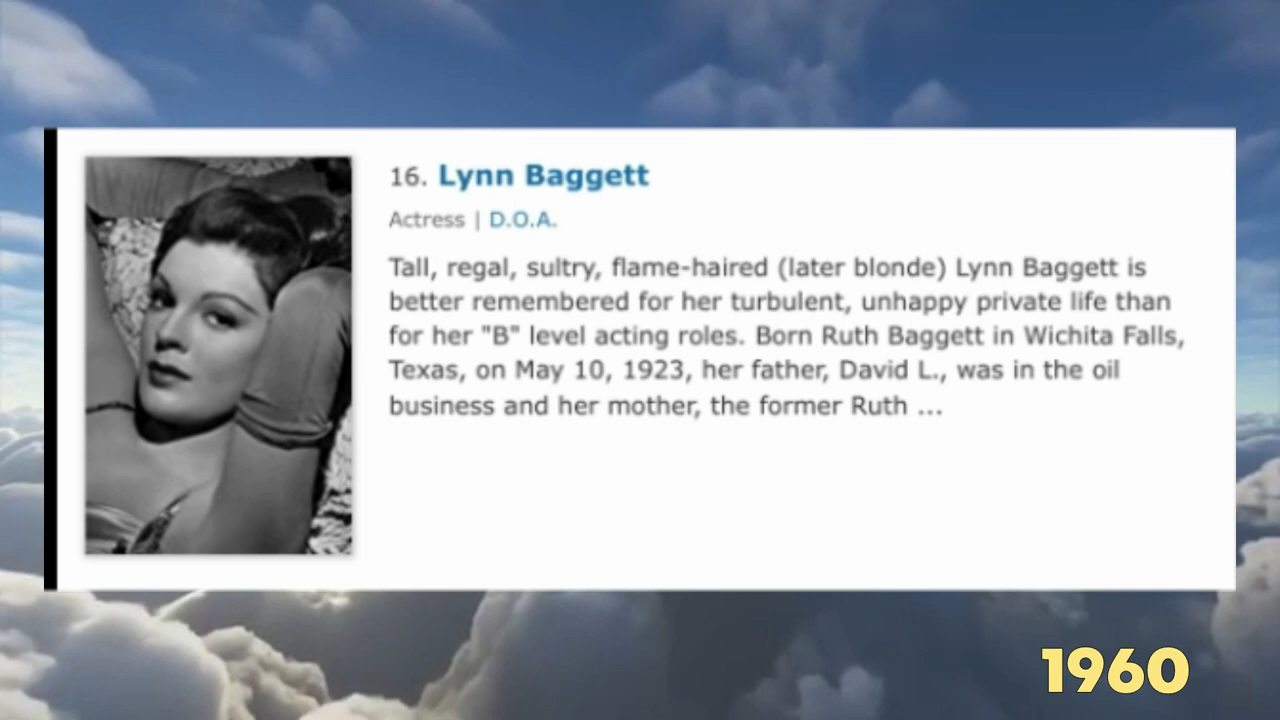 16. Lynn Baggett
Actress | D.O.A.
Tall, regal, sultry, flame-haired (later blonde) Lynn Baggett is
better remembered for her turbulent, unhappy private life than
for her "B" level acting roles. Born Ruth Baggett in Wichita Falls,
Texas, on May 10, 1923, her father, David L., was in the oil
business and her mother, the former Ruth ...
1960